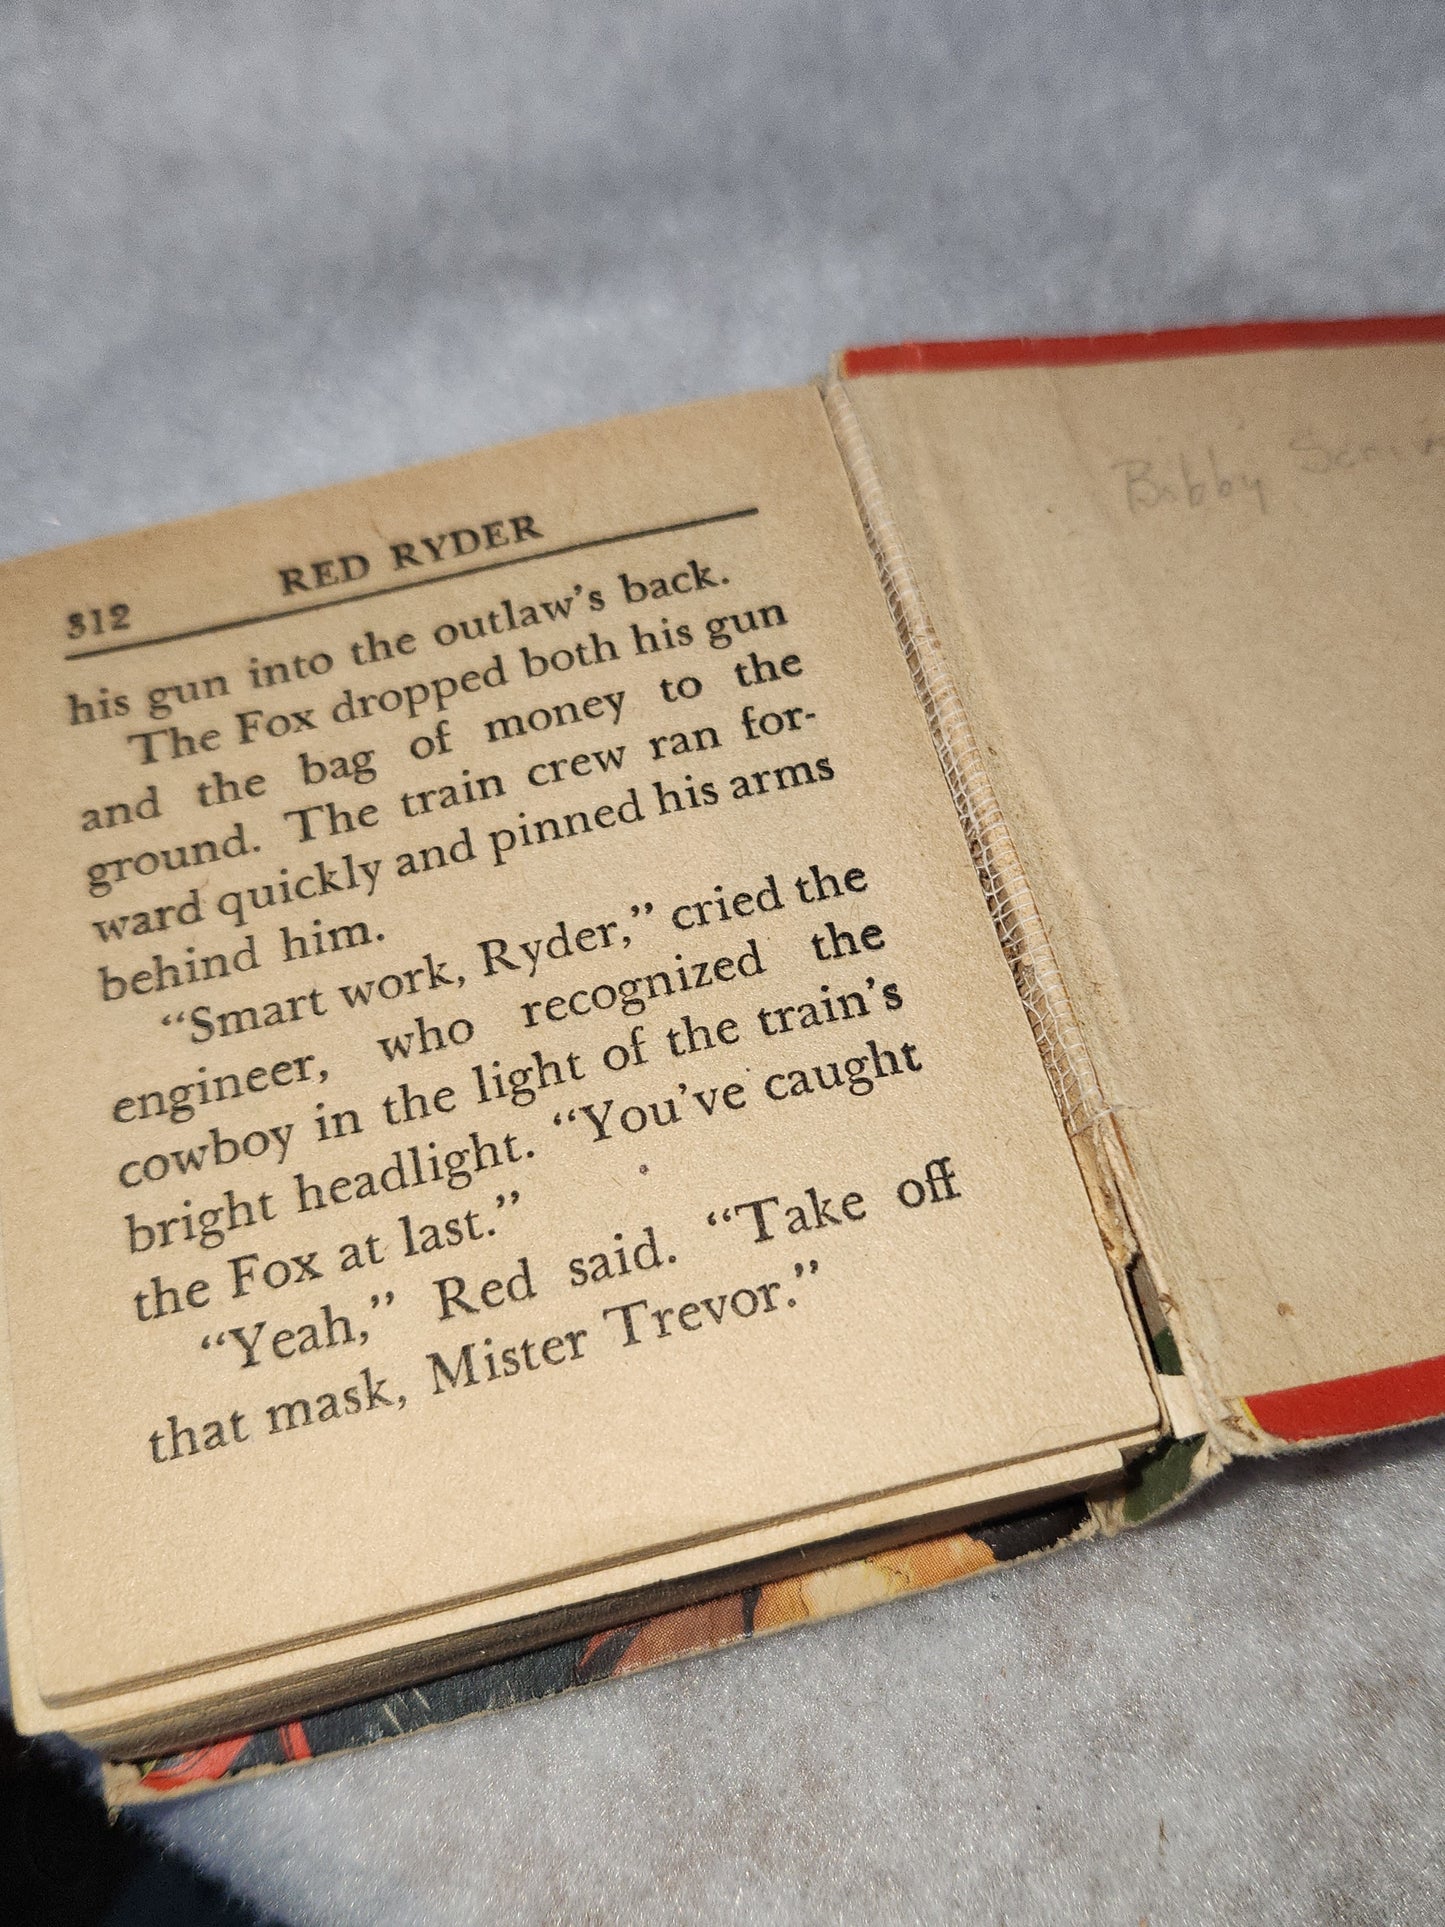 312 RED RYDER
his gun into the outlaw's back.
The Fox dropped both his gun
and the bag of money to the
ground. The train crew ran for-
ward quickly and pinned his arms
behind him.
“Smart work, Ryder,” cried the
engineer, who recognized the
cowboy in the light of the train's
bright headlight. “You've caught
the Fox at last.”
“Yeah,” Red said. “Take off
that mask, Mister Trevor.”
Bobby